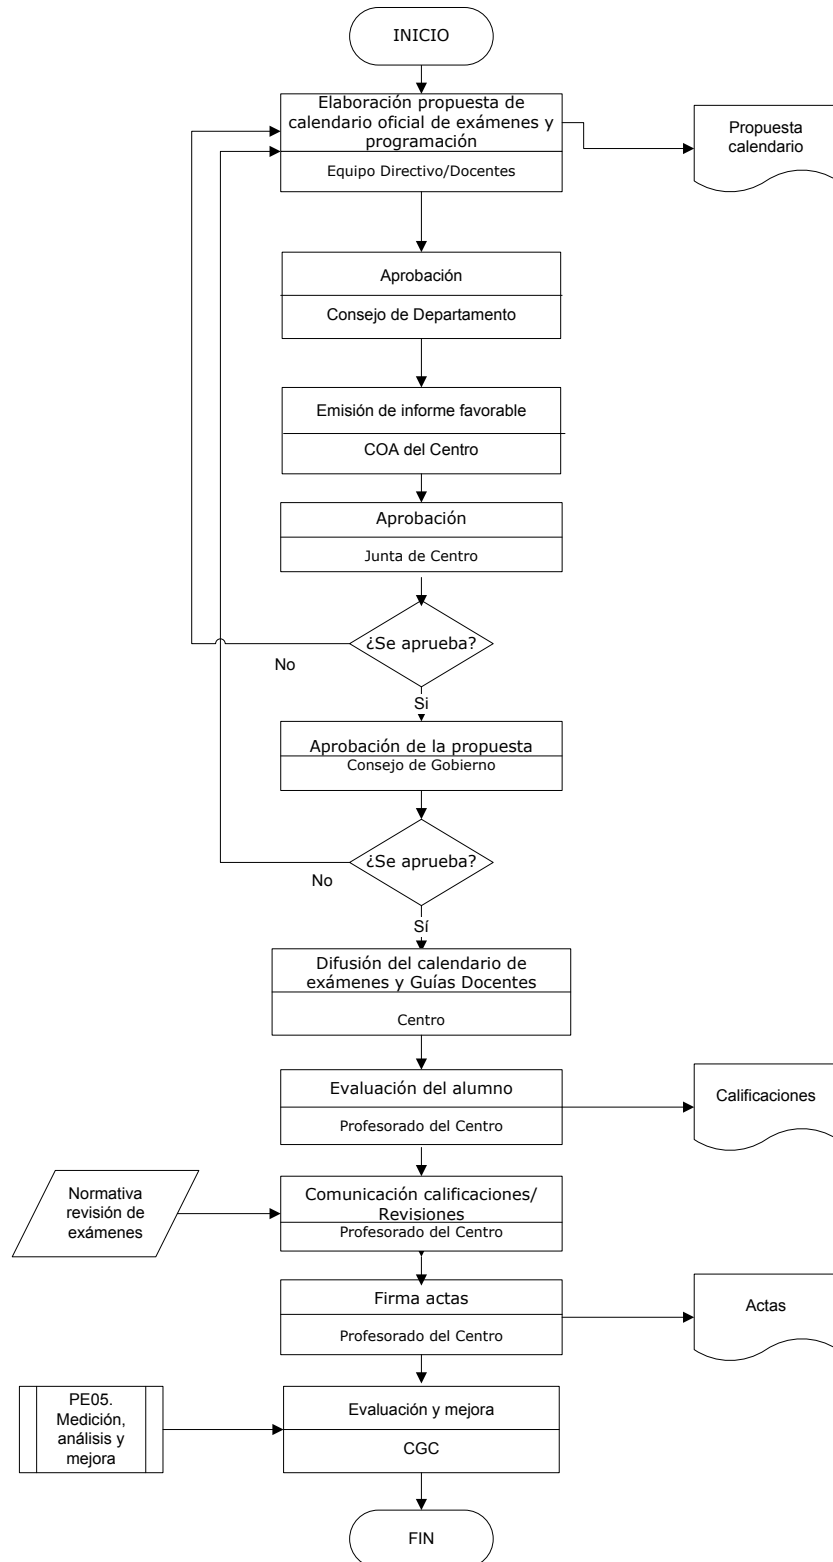 INICIO
Elaboración propuesta de
calendario oficial de exámenes y
programación
Equipo Directivo/Docentes
Propuesta
calendario
Aprobación
Consejo de Departamento
Emisión de informe favorable
COA del Centro
Aprobación
Junta de Centro
¿Se aprueba?
No
Si
Aprobación de la propuesta
Consejo de Gobierno
¿Se aprueba?
No
Sí
Difusión del calendario de
exámenes y Guías Docentes
Centro
Evaluación del alumno
Profesorado del Centro
Calificaciones
Normativa
revisión de
exámenes
Comunicación calificaciones/
Revisiones
Profesorado del Centro
Firma actas
Profesorado del Centro
Actas
PE05.
Medición,
análisis y
mejora
Evaluación y mejora
CGC
FIN